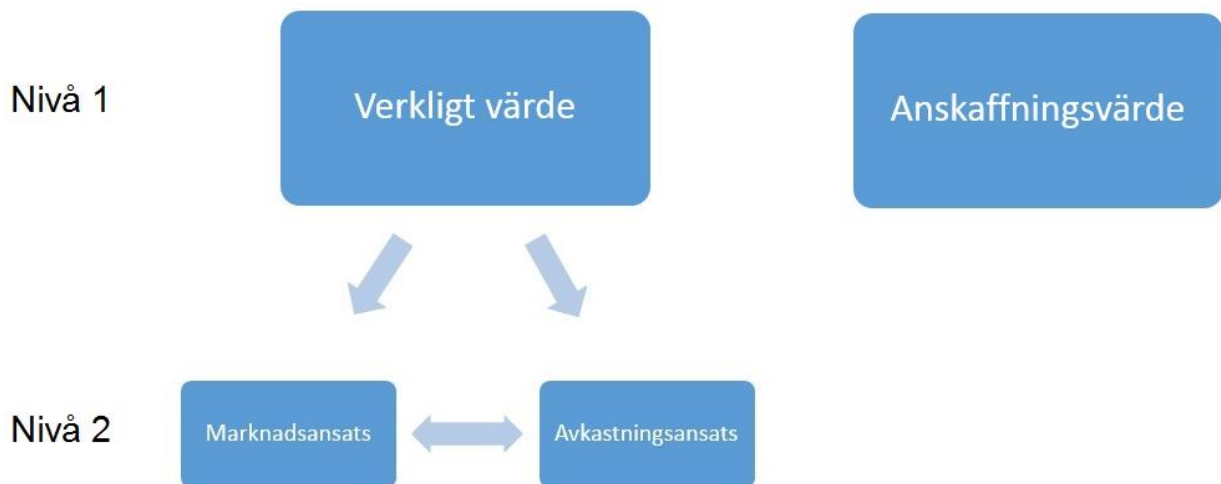 Nivå 1
Verkligt värde
Anskaffningsvärde
Nivå 2
Marknadsansats
Avkastningsansats